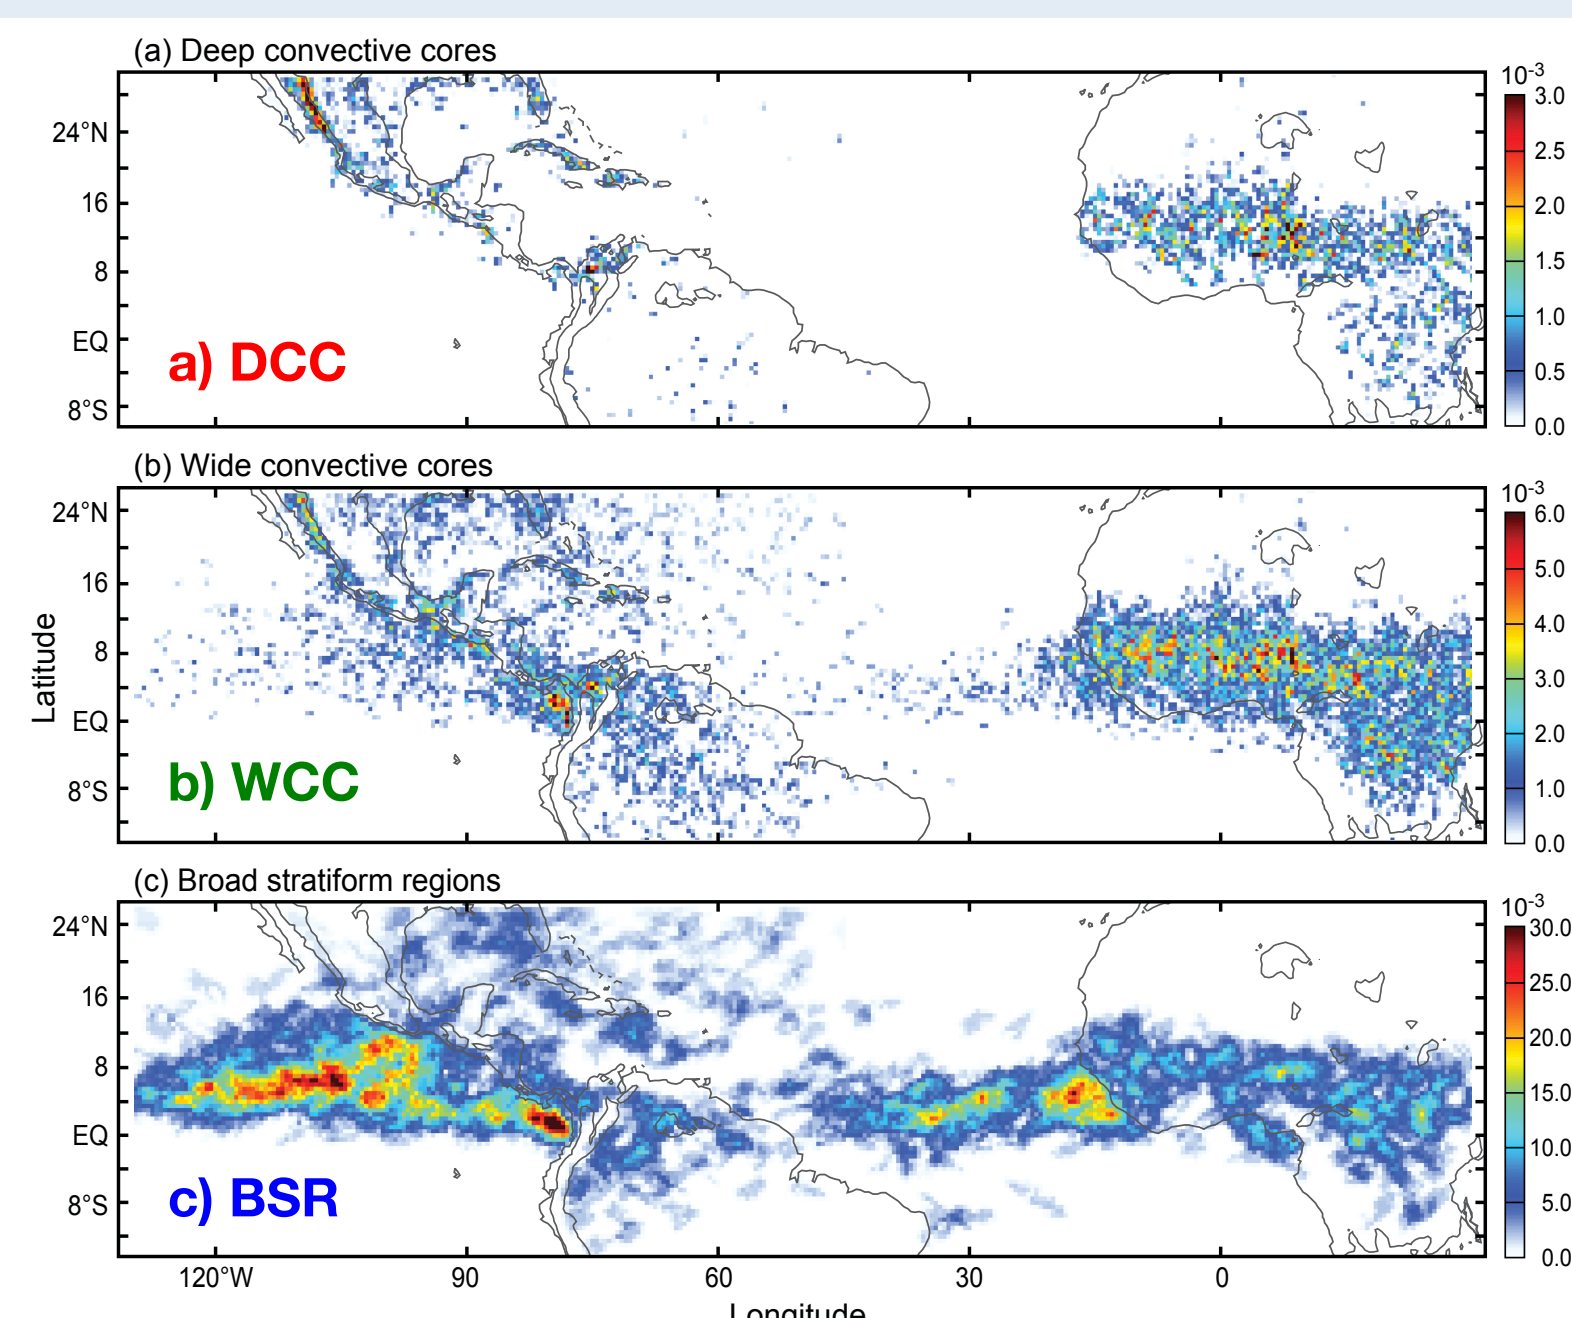 (a) Deep convective cores
10-3
3.0
2.5
2.0
1.5
1.0
0.5
0.0
24°N
16
8
EQ
8°S
a) DCC
(b) Wide convective cores
10-3
6.0
5.0
4.0
3.0
2.0
1.0
0.0
24°N
16
8
EQ
8°S
Latitude
b) WCC
(c) Broad stratiform regions
10-3
30.0
25.0
20.0
15.0
10.0
5.0
0.0
24°N
16
8
EQ
8°S
c) BSR
120°W 90 60 30 0
Longitude